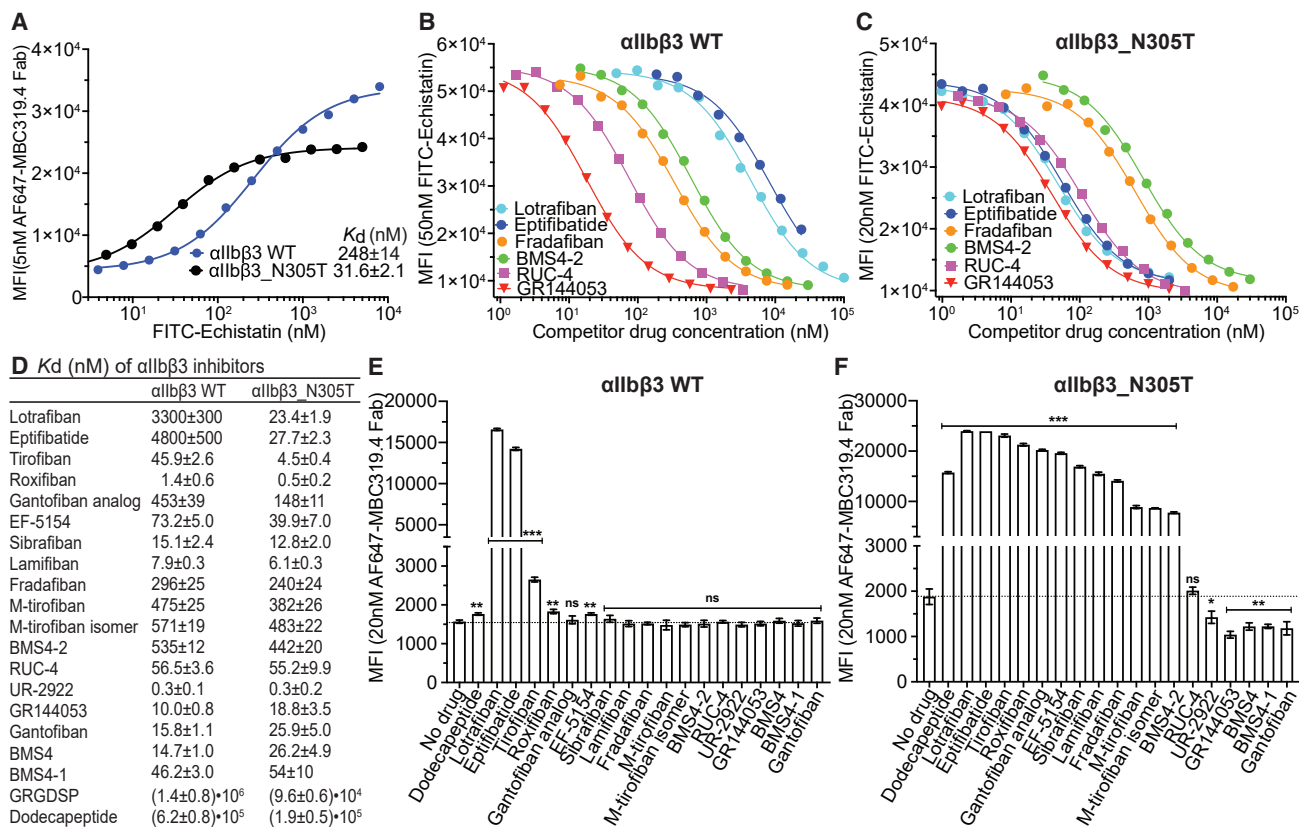 A
4×10⁴
3×10⁴
2×10⁴
1×10⁴
0
MFI(5nM AF647-MBC319.4 Fab)
Kd (nM)
αIIbβ3 WT 248±14
αIIbβ3_N305T 31.6±2.1
10¹ 10² 10³ 10⁴
FITC-Echistatin (nM)
B
αIIbβ3 WT
5×10⁴
4×10⁴
3×10⁴
2×10⁴
1×10⁴
MFI (50nM FITC-Echistatin)
Lotrafiban
Eptifibatide
Fradafiban
BMS4-2
RUC-4
GR144053
10⁰ 10¹ 10² 10³ 10⁴ 10⁵
Competitor drug concentration (nM)
C
αIIbβ3_N305T
5×10⁴
4×10⁴
3×10⁴
2×10⁴
1×10⁴
MFI (20nM FITC-Echistatin)
Lotrafiban
Eptifibatide
Fradafiban
BMS4-2
RUC-4
GR144053
10⁰ 10¹ 10² 10³ 10⁴ 10⁵
Competitor drug concentration (nM)
D Kd (nM) of αIIbβ3 inhibitors
αIIbβ3 WT αIIbβ3_N305T
Lotrafiban 3300±300 23.4±1.9
Eptifibatide 4800±500 27.7±2.3
Tirofiban 45.9±2.6 4.5±0.4
Roxifiban 1.4±0.6 0.5±0.2
Gantofiban analog 453±39 148±11
EF-5154 73.2±5.0 39.9±7.0
Sibrafiban 15.1±2.4 12.8±2.0
Lamifiban 7.9±0.3 6.1±0.3
Fradafiban 296±25 240±24
M-tirofiban 475±25 382±26
M-tirofiban isomer 571±19 483±22
BMS4-2 535±12 442±20
RUC-4 56.5±3.6 55.2±9.9
UR-2922 0.3±0.1 0.3±0.2
GR144053 10.0±0.8 18.8±3.5
Gantofiban 15.8±1.1 25.9±5.0
BMS4 14.7±1.0 26.2±4.9
BMS4-1 46.2±3.0 54±10
GRGDSP (1.4±0.8)•10⁶ (9.6±0.6)•10⁴
Dodecapeptide (6.2±0.8)•10⁵ (1.9±0.5)•10⁵
E
αIIbβ3 WT
20000
17500
15000
12500
10000
7500
5000
3000
2000
1000
0
MFI (20nM AF647-MBC319.4 Fab)
** *** ** ns ** ns
No drug
Dodecapeptide
Lotrafiban
Eptifibatide
Tirofiban
Roxifiban
Gantofiban analog
EF-5154
Sibrafiban
Lamifiban
Fradafiban
M-tirofiban
M-tirofiban isomer
BMS4-2
RUC-4
UR-2922
GR144053
BMS4
BMS4-1
Gantofiban
F
αIIbβ3_N305T
30000
20000
10000
3000
2000
1000
0
MFI (20nM AF647-MBC319.4 Fab)
*** ns * **
No drug
Dodecapeptide
Lotrafiban
Eptifibatide
Tirofiban
Roxifiban
Gantofiban analog
EF-5154
Sibrafiban
Lamifiban
Fradafiban
M-tirofiban
M-tirofiban isomer
BMS4-2
RUC-4
UR-2922
GR144053
BMS4
BMS4-1
Gantofiban